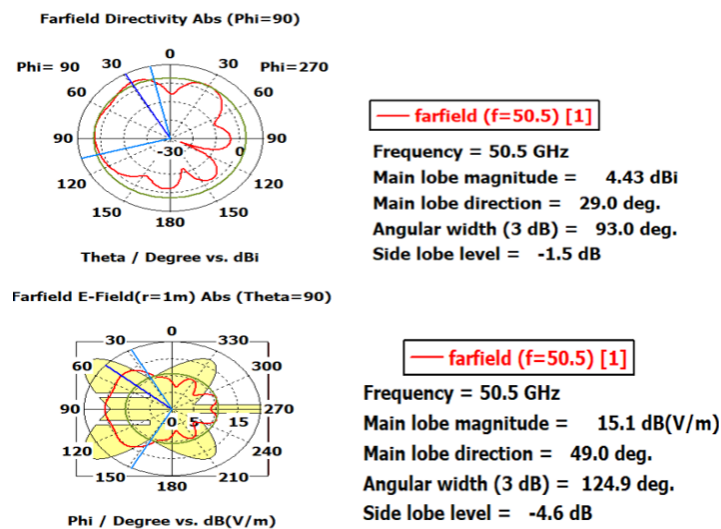 Farfield Directivity Abs (Phi=90)
Phi= 90 30 0 30 Phi=270
60 60
90 -30 0 90
120 120
150 180 150
Theta / Degree vs. dBi
farfield (f=50.5) [1]
Frequency = 50.5 GHz
Main lobe magnitude = 4.43 dBi
Main lobe direction = 29.0 deg.
Angular width (3 dB) = 93.0 deg.
Side lobe level = -1.5 dB
Farfield E-Field(r=1m) Abs (Theta=90)
30 0 330
60 300
90 0 5 15 270
120 240
150 180 210
Phi / Degree vs. dB(V/m)
farfield (f=50.5) [1]
Frequency = 50.5 GHz
Main lobe magnitude = 15.1 dB(V/m)
Main lobe direction = 49.0 deg.
Angular width (3 dB) = 124.9 deg.
Side lobe level = -4.6 dB